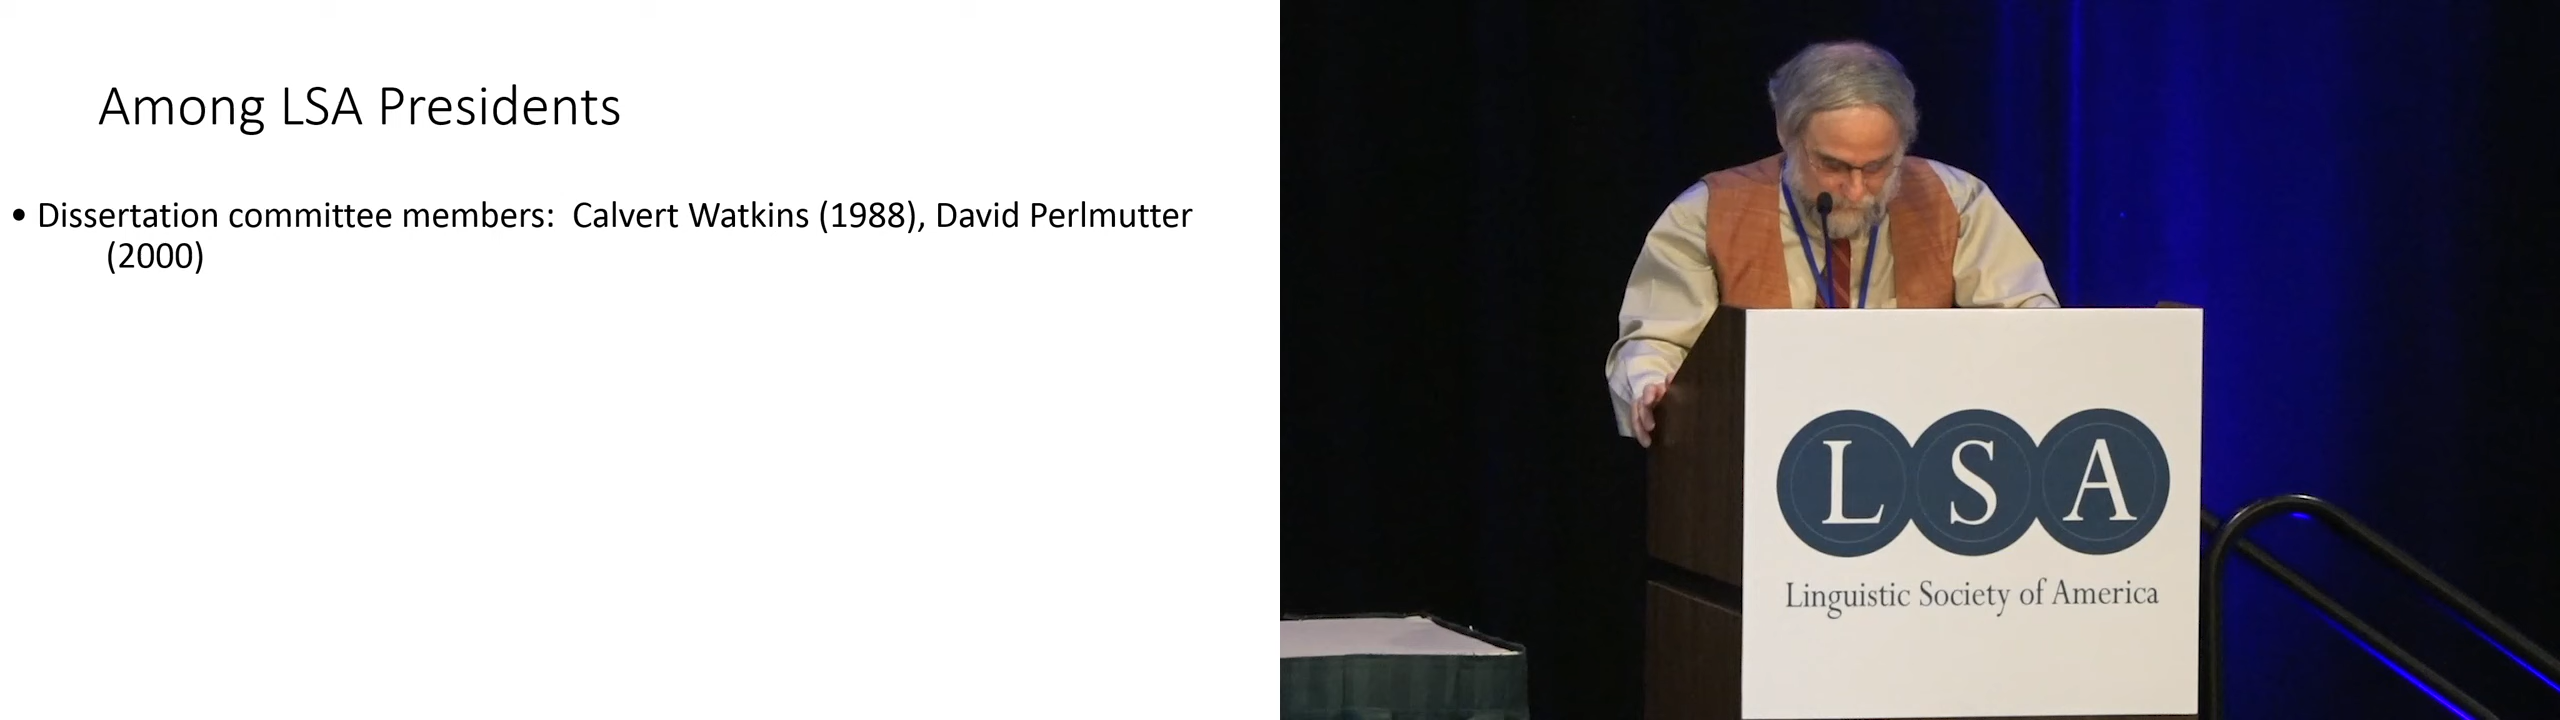 Among LSA Presidents
• Dissertation committee members:  Calvert Watkins (1988), David Perlmutter
(2000)
L S A
Linguistic Society of America